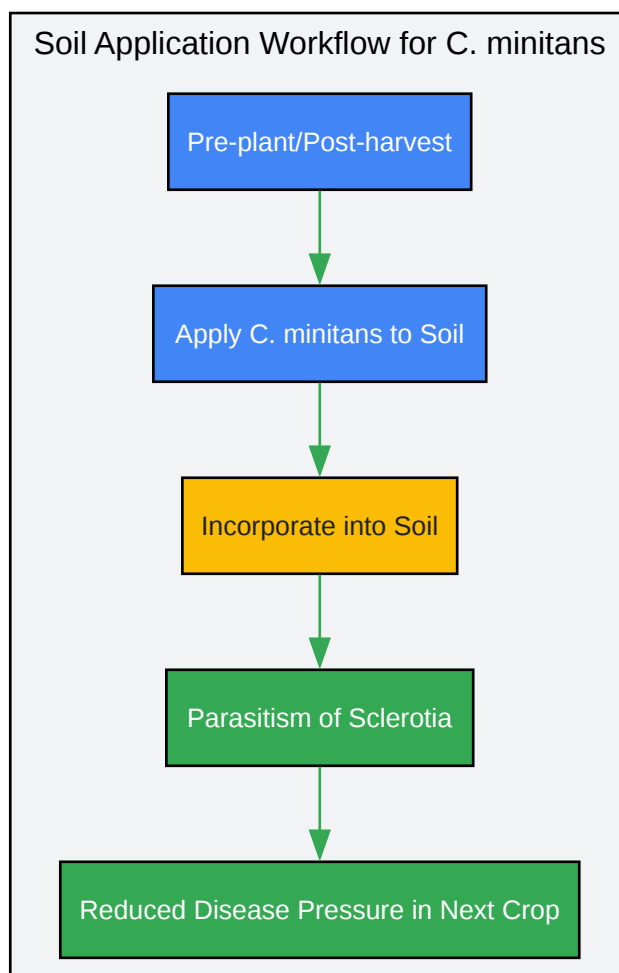 Soil Application Workflow for C. minitans
Pre-plant/Post-harvest
Apply C. minitans to Soil
Incorporate into Soil
Parasitism of Sclerotia
Reduced Disease Pressure in Next Crop